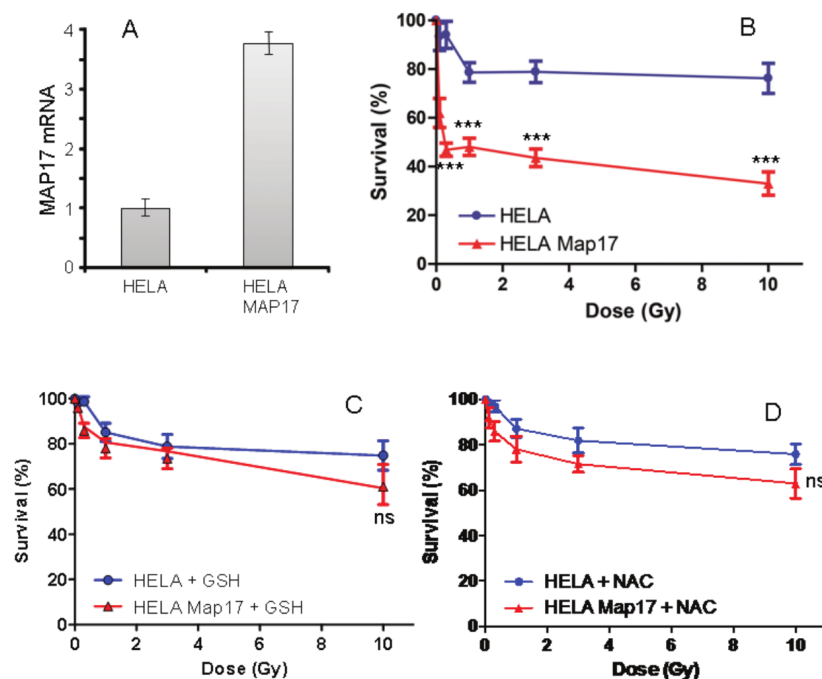 A
MAP17 mRNA
4
3
2
1
0
HELA
HELA
MAP17
B
Survival (%)
100
80
60
40
20
0
***
***
***
***
HELA
HELA Map17
0 2 4 6 8 10
Dose (Gy)
C
Survival (%)
100
80
60
40
20
0
ns
HELA + GSH
HELA Map17 + GSH
0 2 4 6 8 10
Dose (Gy)
D
Survival (%)
100
80
60
40
20
0
ns
HELA + NAC
HELA Map17 + NAC
0 2 4 6 8 10
Dose (Gy)